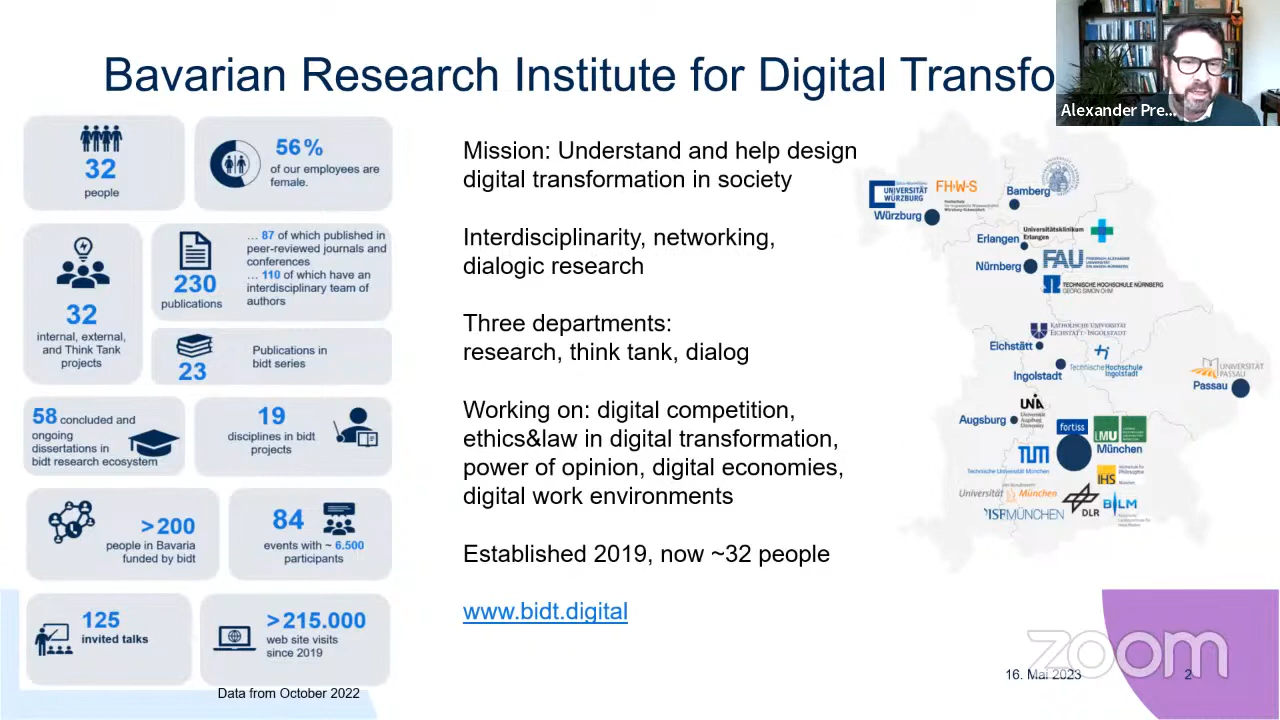 Bavarian Research Institute for Digital Transfo
Alexander Pre...
32
people
56%
of our employees are
female.
32
internal, external,
and Think Tank
projects
230
publications
... 87 of which published in
peer-reviewed journals and
conferences
... 110 of which have an
interdisciplinary team of
authors
23
Publications in
bidt series
58 concluded and
ongoing
dissertations in
bidt research ecosystem
19
disciplines in bidt
projects
>200
people in Bavaria
funded by bidt
84
events with ~ 6.500
participants
125
invited talks
>215.000
web site visits
since 2019
Data from October 2022
Mission: Understand and help design
digital transformation in society
Interdisciplinarity, networking,
dialogic research
Three departments:
research, think tank, dialog
Working on: digital competition,
ethics&law in digital transformation,
power of opinion, digital economies,
digital work environments
Established 2019, now ~32 people
www.bidt.digital
UNIVERSITÄT
WÜRZBURG
FH·W-S
Würzburg
Bamberg
Universitätsklinikum
Erlangen
Erlangen
Nürnberg
FAU
FRIEDRICH-ALEXANDER
UNIVERSITÄT
ERLANGEN-NÜRNBERG
TECHNISCHE HOCHSCHULE NÜRNBERG
GEORG SIMON OHM
KATHOLISCHE UNIVERSITÄT
EICHSTÄTT-INGOLSTADT
Eichstätt
Technische Hochschule
Ingolstadt
Ingolstadt
UNIVERSITÄT
PASSAU
Passau
UNIA
Universität
Augsburg
University
Augsburg
fortiss
LMU
München
TUM
Technische Universität München
Hochschule für
Philosophie
München
Universität München
ISFMÜNCHEN
DLR
zoom
16. Mai 2023
2